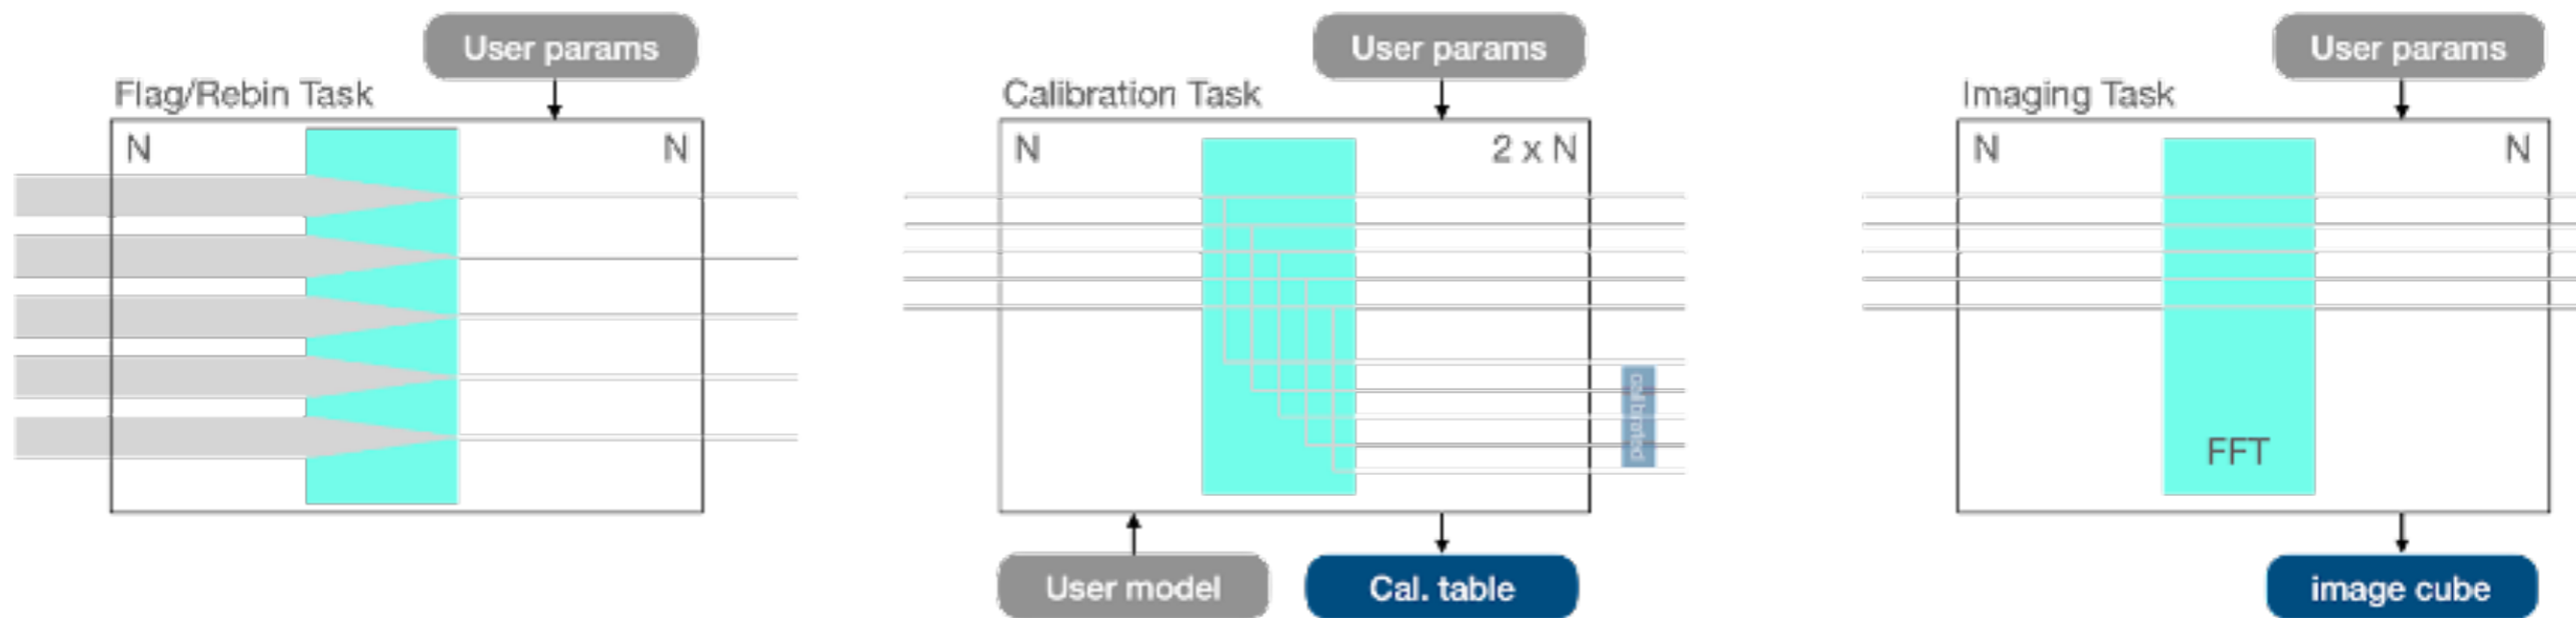 User params
Flag/Rebin Task
N
N
User params
Calibration Task
N
2 x N
calibrated
User model
Cal. table
User params
Imaging Task
N
N
FFT
image cube